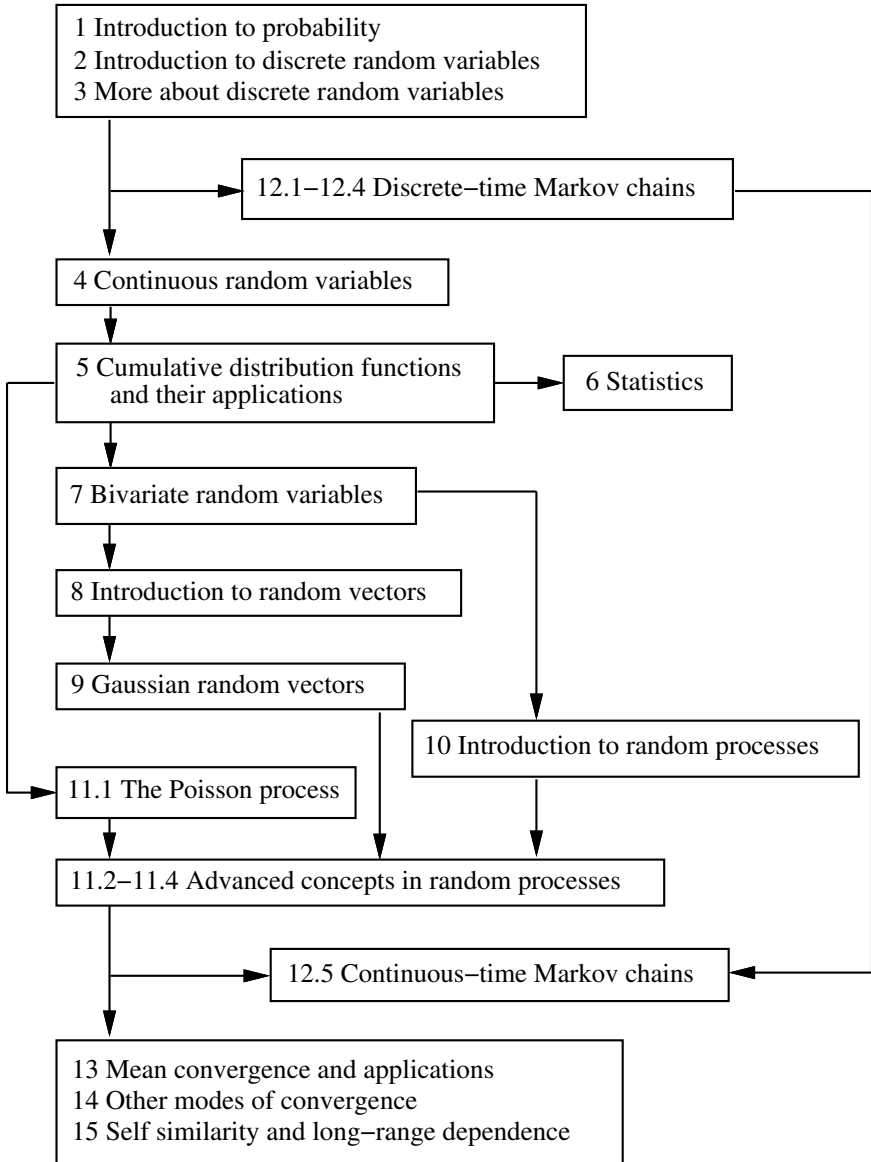 1 Introduction to probability
2 Introduction to discrete random variables
3 More about discrete random variables
12.1−12.4 Discrete−time Markov chains
4 Continuous random variables
5 Cumulative distribution functions
and their applications
6 Statistics
7 Bivariate random variables
8 Introduction to random vectors
9 Gaussian random vectors
10 Introduction to random processes
11.1 The Poisson process
11.2−11.4 Advanced concepts in random processes
12.5 Continuous−time Markov chains
13 Mean convergence and applications
14 Other modes of convergence
15 Self similarity and long−range dependence